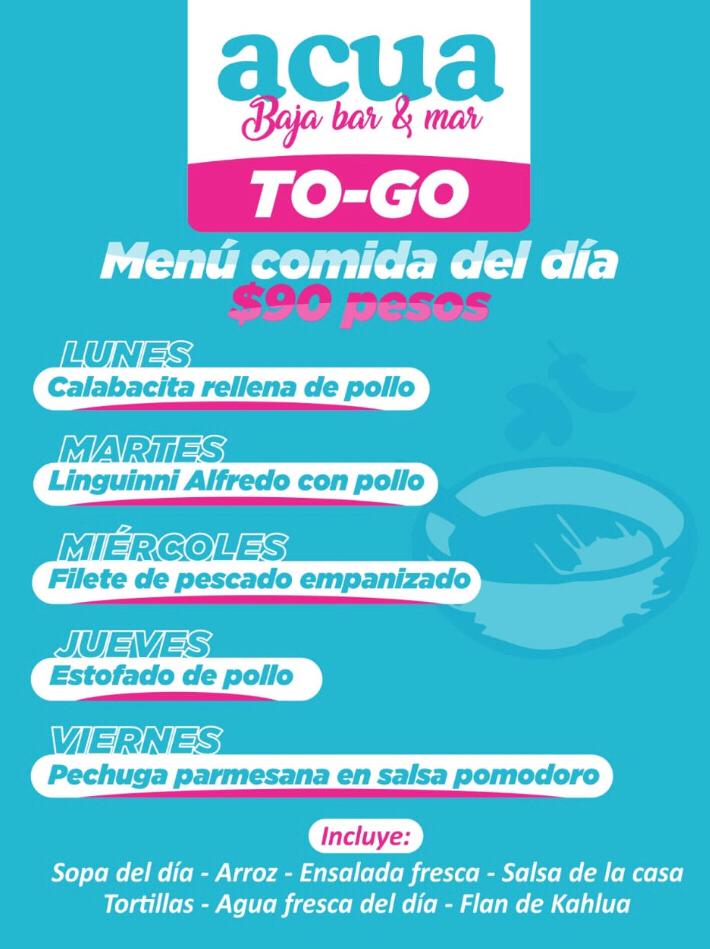 acua
Baja bar & mar
TO-GO
Menú comida del día
$90 pesos
LUNES
Calabacita rellena de pollo
MARTES
Linguinni Alfredo con pollo
MIÉRCOLES
Filete de pescado empanizado
JUEVES
Estofado de pollo
VIERNES
Pechuga parmesana en salsa pomodoro
Incluye:
Sopa del día - Arroz - Ensalada fresca - Salsa de la casa
Tortillas - Agua fresca del día - Flan de Kahlua